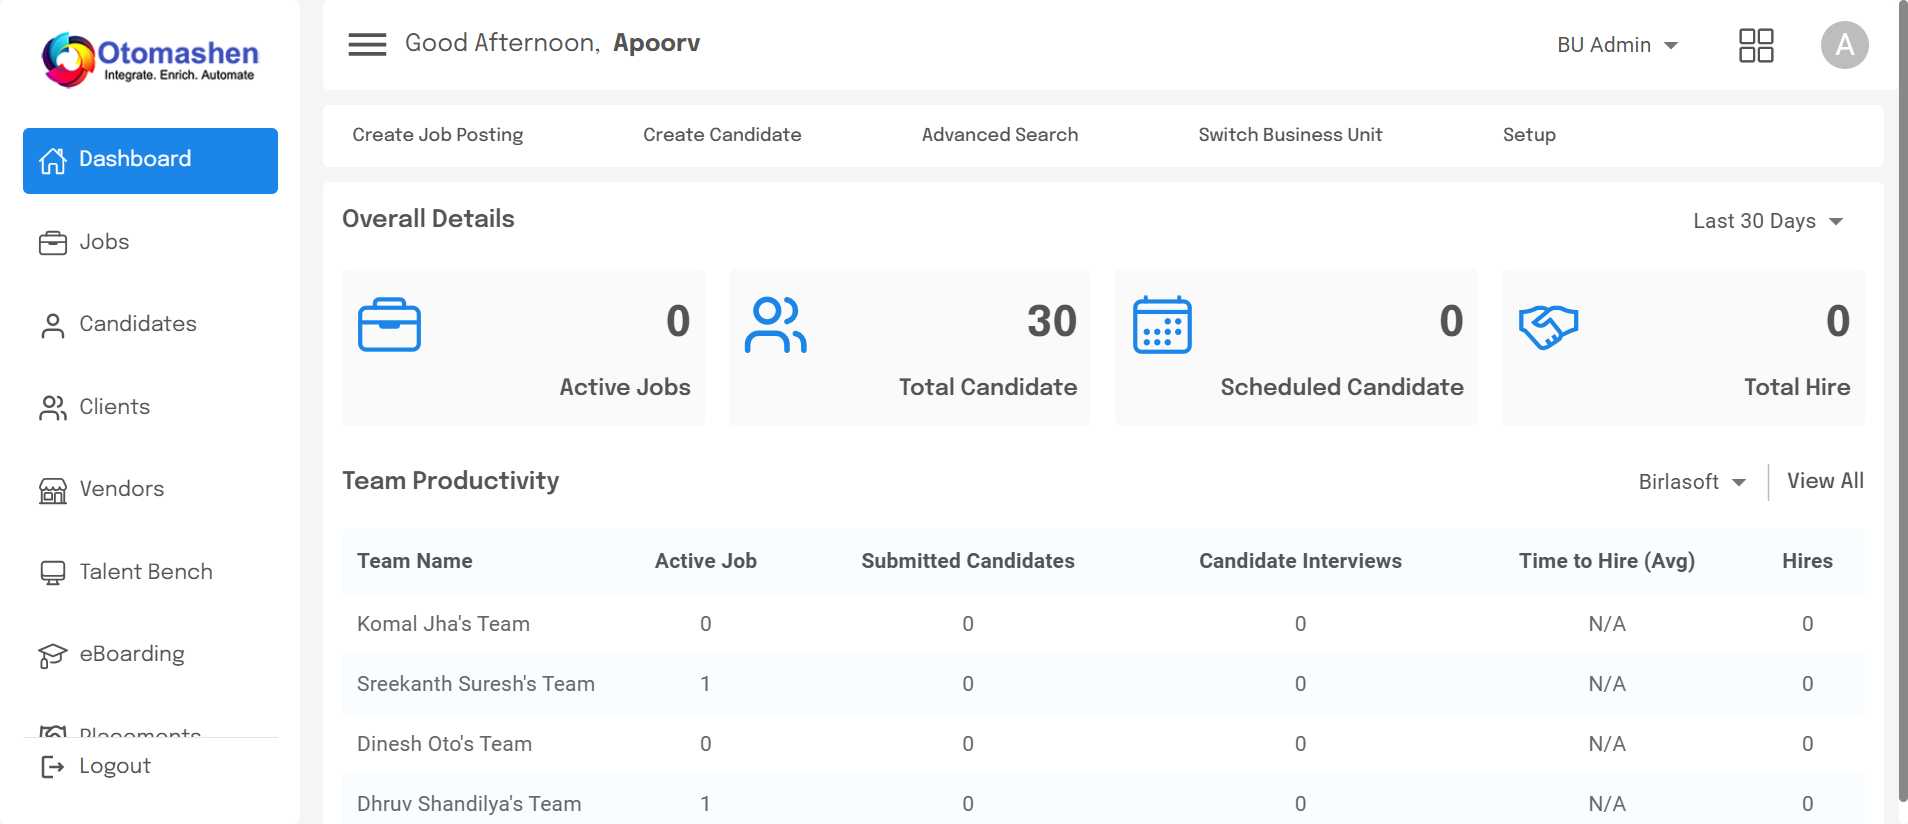 Otomashen
Integrate. Enrich. Automate
Good Afternoon, Apoorv
BU Admin
A
Dashboard
Jobs
Candidates
Clients
Vendors
Talent Bench
eBoarding
Placements
Logout
Create Job Posting
Create Candidate
Advanced Search
Switch Business Unit
Setup
Overall Details
Last 30 Days
0
Active Jobs
30
Total Candidate
0
Scheduled Candidate
0
Total Hire
Team Productivity
Birlasoft
View All
Team Name Active Job Submitted Candidates Candidate Interviews Time to Hire (Avg) Hires
Komal Jha's Team 0 0 0 N/A 0
Sreekanth Suresh's Team 1 0 0 N/A 0
Dinesh Oto's Team 0 0 0 N/A 0
Dhruv Shandilya's Team 1 0 0 N/A 0